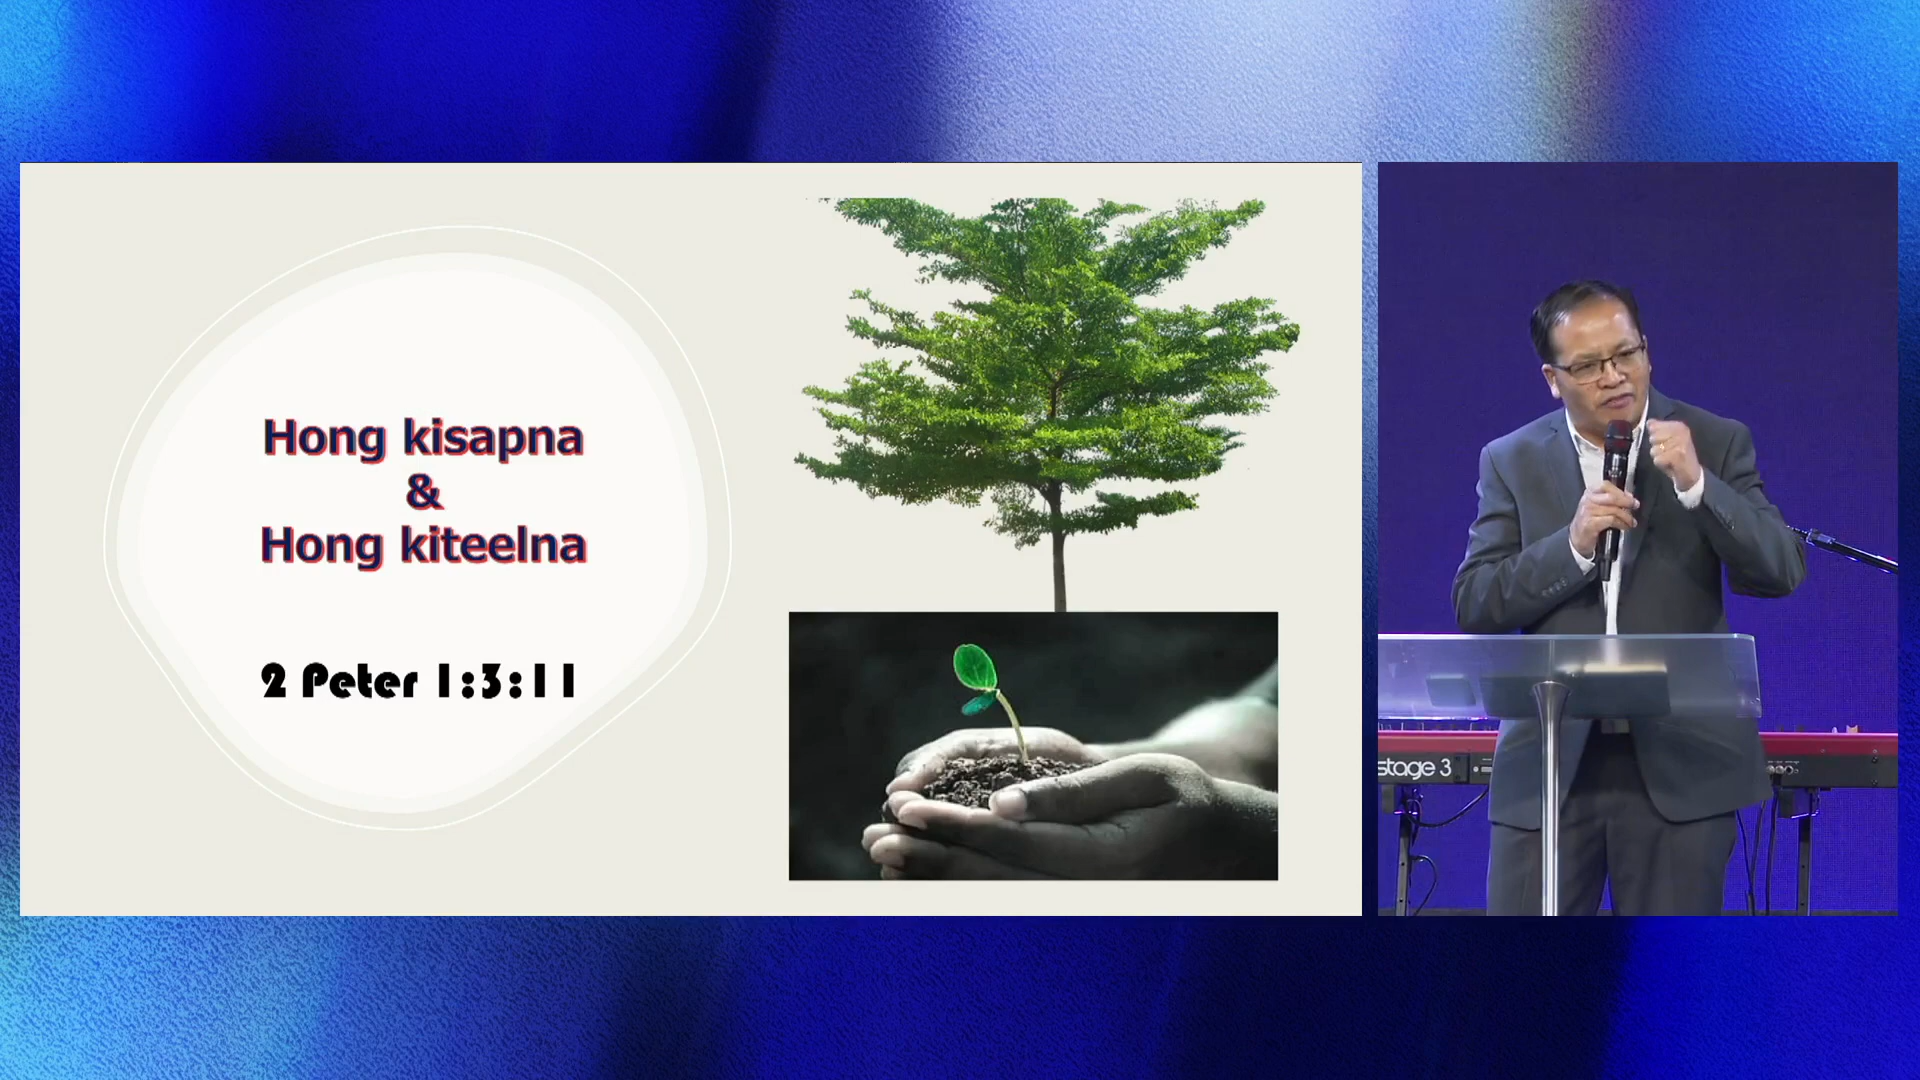 Hong kisapna
&
Hong kiteelna
2 Peter 1:3:11
stage 3